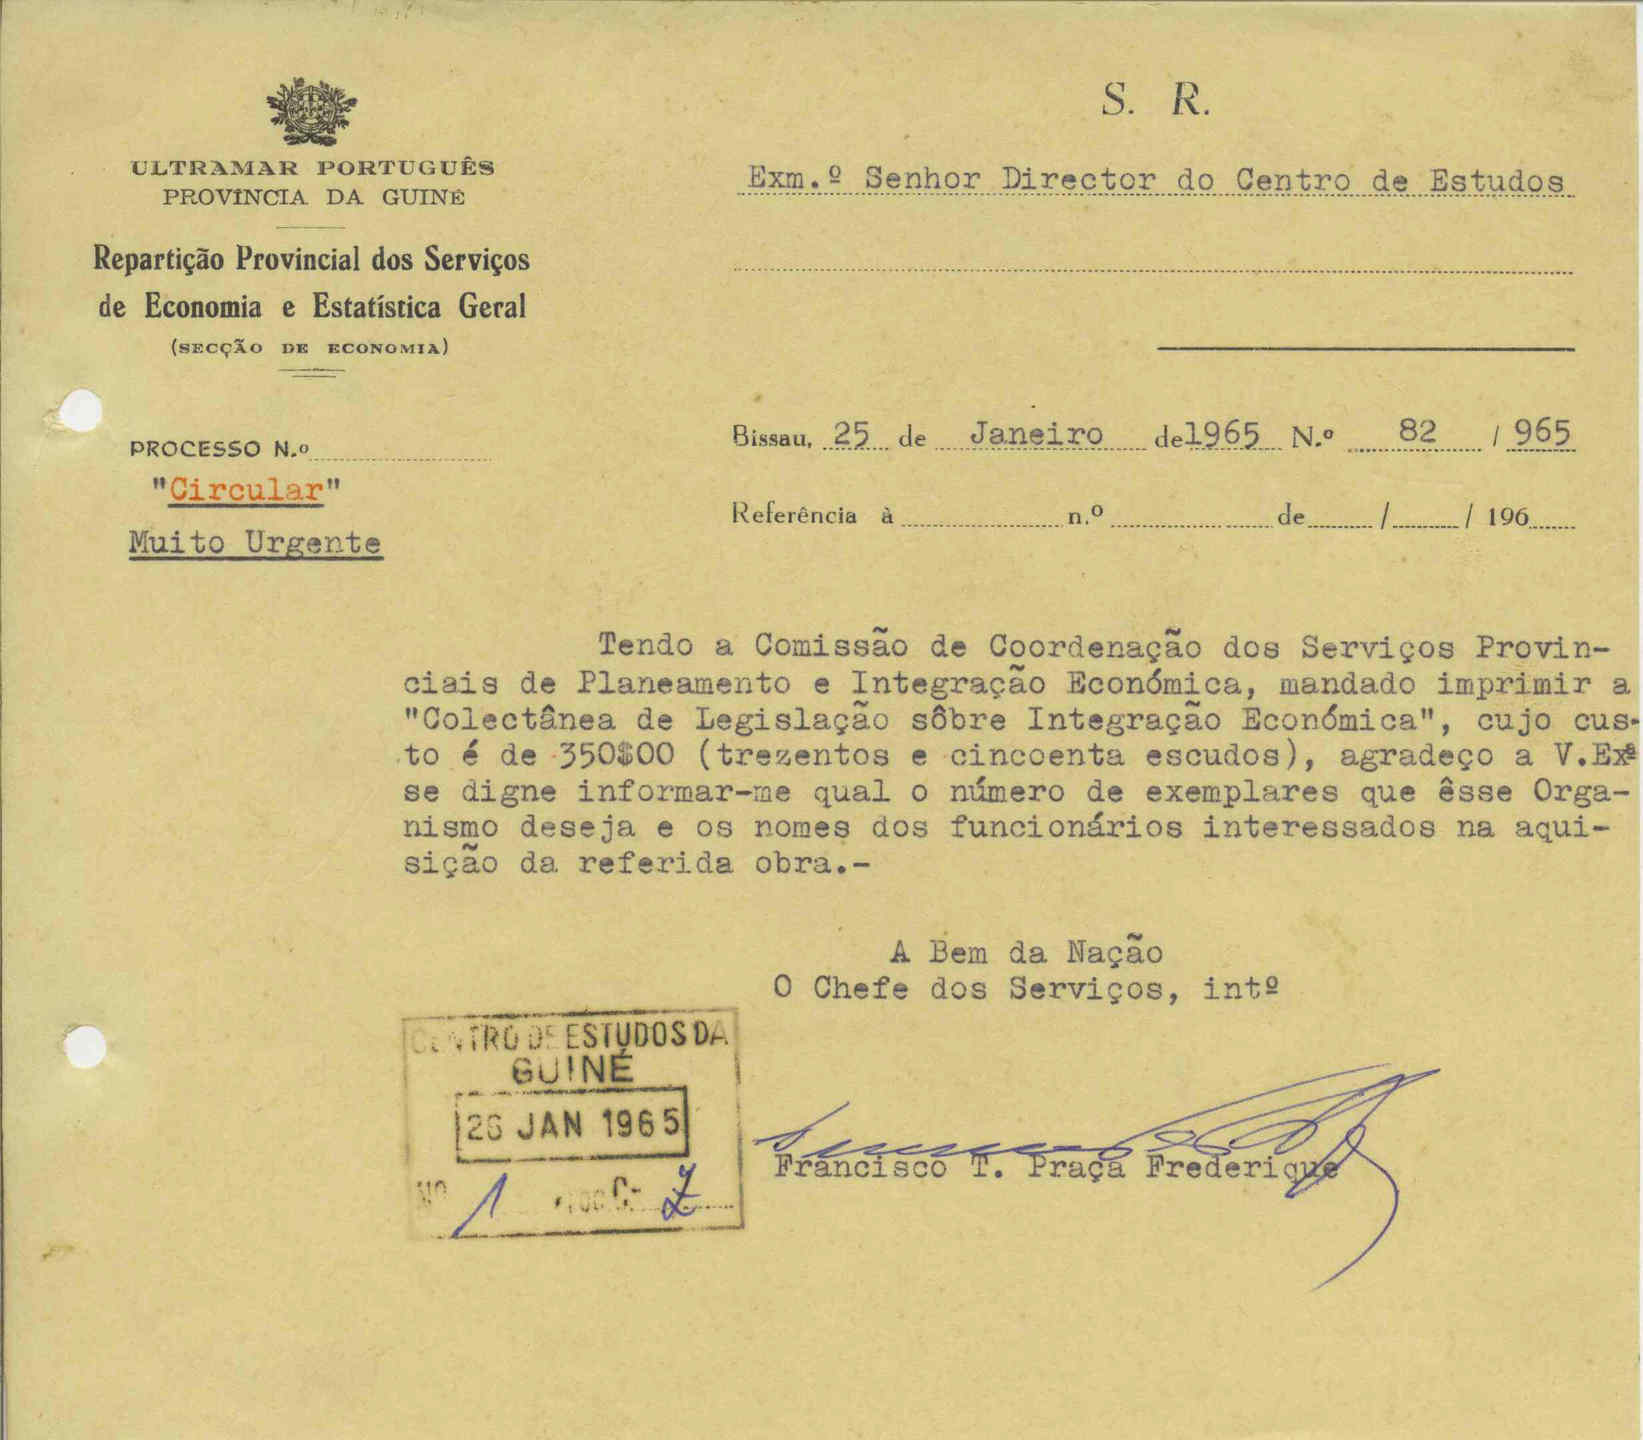 S. R.
ULTRAMAR PORTUGUÊS
PROVÍNCIA DA GUINÉ
Repartição Provincial dos Serviços
de Economia e Estatística Geral
(SECÇÃO DE ECONOMIA)
PROCESSO N.º
"Circular"
Muito Urgente
Exm.º Senhor Director do Centro de Estudos
Bissau, 25 de Janeiro de 1965 N.º 82 / 965
Referência à n.º de / / 196
Tendo a Comissão de Coordenação dos Serviços Provin-
ciais de Planeamento e Integração Económica, mandado imprimir a
"Colectânea de Legislação sôbre Integração Económica", cujo cus-
to é de 350$00 (trezentos e cincoenta escudos), agradeço a V.Exª
se digne informar-me qual o número de exemplares que êsse Orga-
nismo deseja e os nomes dos funcionários interessados na aqui-
sição da referida obra.-
A Bem da Nação
O Chefe dos Serviços, intº
Francisco T. Praça Frederique
CENTRO DE ESTUDOS DA
GUINÉ
26 JAN 1965
Nº 1 C-